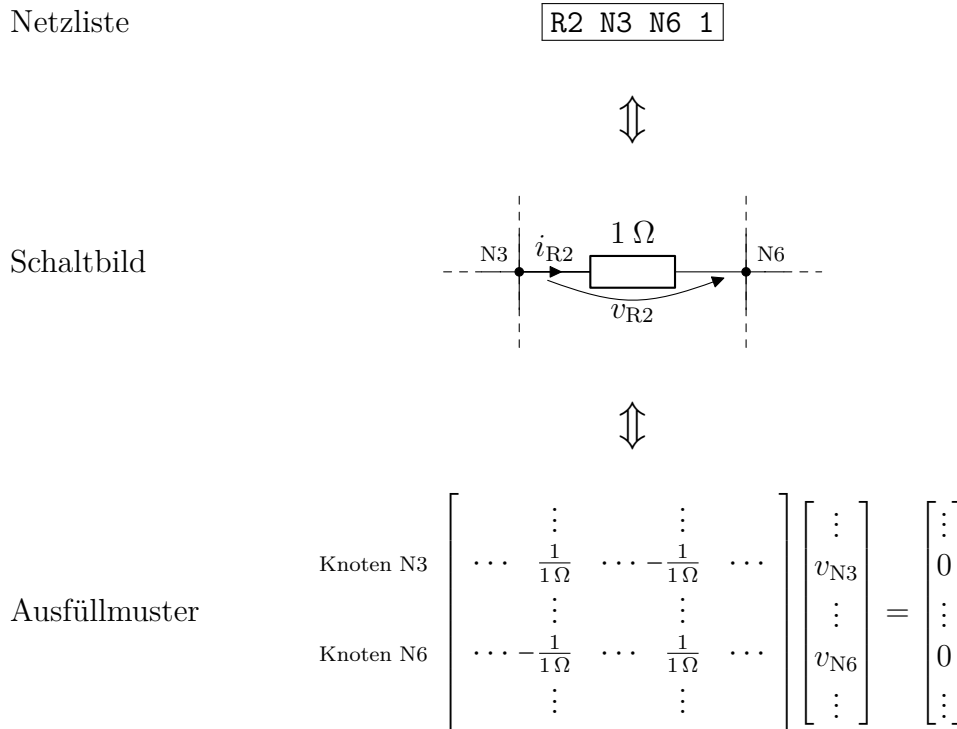 Netzliste R2 N3 N6 1
⇕
1 Ω
Schaltbild N3 i_R2 N6
v_R2
⇕
⋮ ⋮ ⋮ ⋮
Knoten N3 ⋯ 1/(1 Ω) ⋯ −1/(1 Ω) ⋯ v_N3 0
Ausfüllmuster ⋮ ⋮ ⋮ = ⋮
Knoten N6 ⋯ −1/(1 Ω) ⋯ 1/(1 Ω) ⋯ v_N6 0
⋮ ⋮ ⋮ ⋮